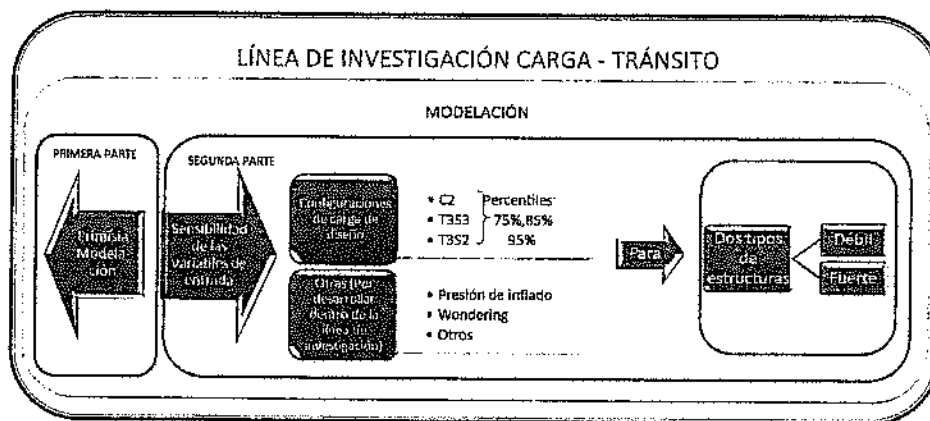 LÍNEA DE INVESTIGACIÓN CARGA - TRÁNSITO
MODELACIÓN
PRIMERA PARTE
Modela
ción
SEGUNDA PARTE
Sensibilidad
de las
Variables de
entrada
Configuraciones
de carga de
diseño
• C2
• T3S3
• T3S2
Percentiles
75%,85%
95%
Otras (Por
desarrollar
dentro de la
línea de
investigación)
• Presión de inflado
• Wondering
• Otros
Para
Dos tipos
de
estructuras
Débil
Fuerte